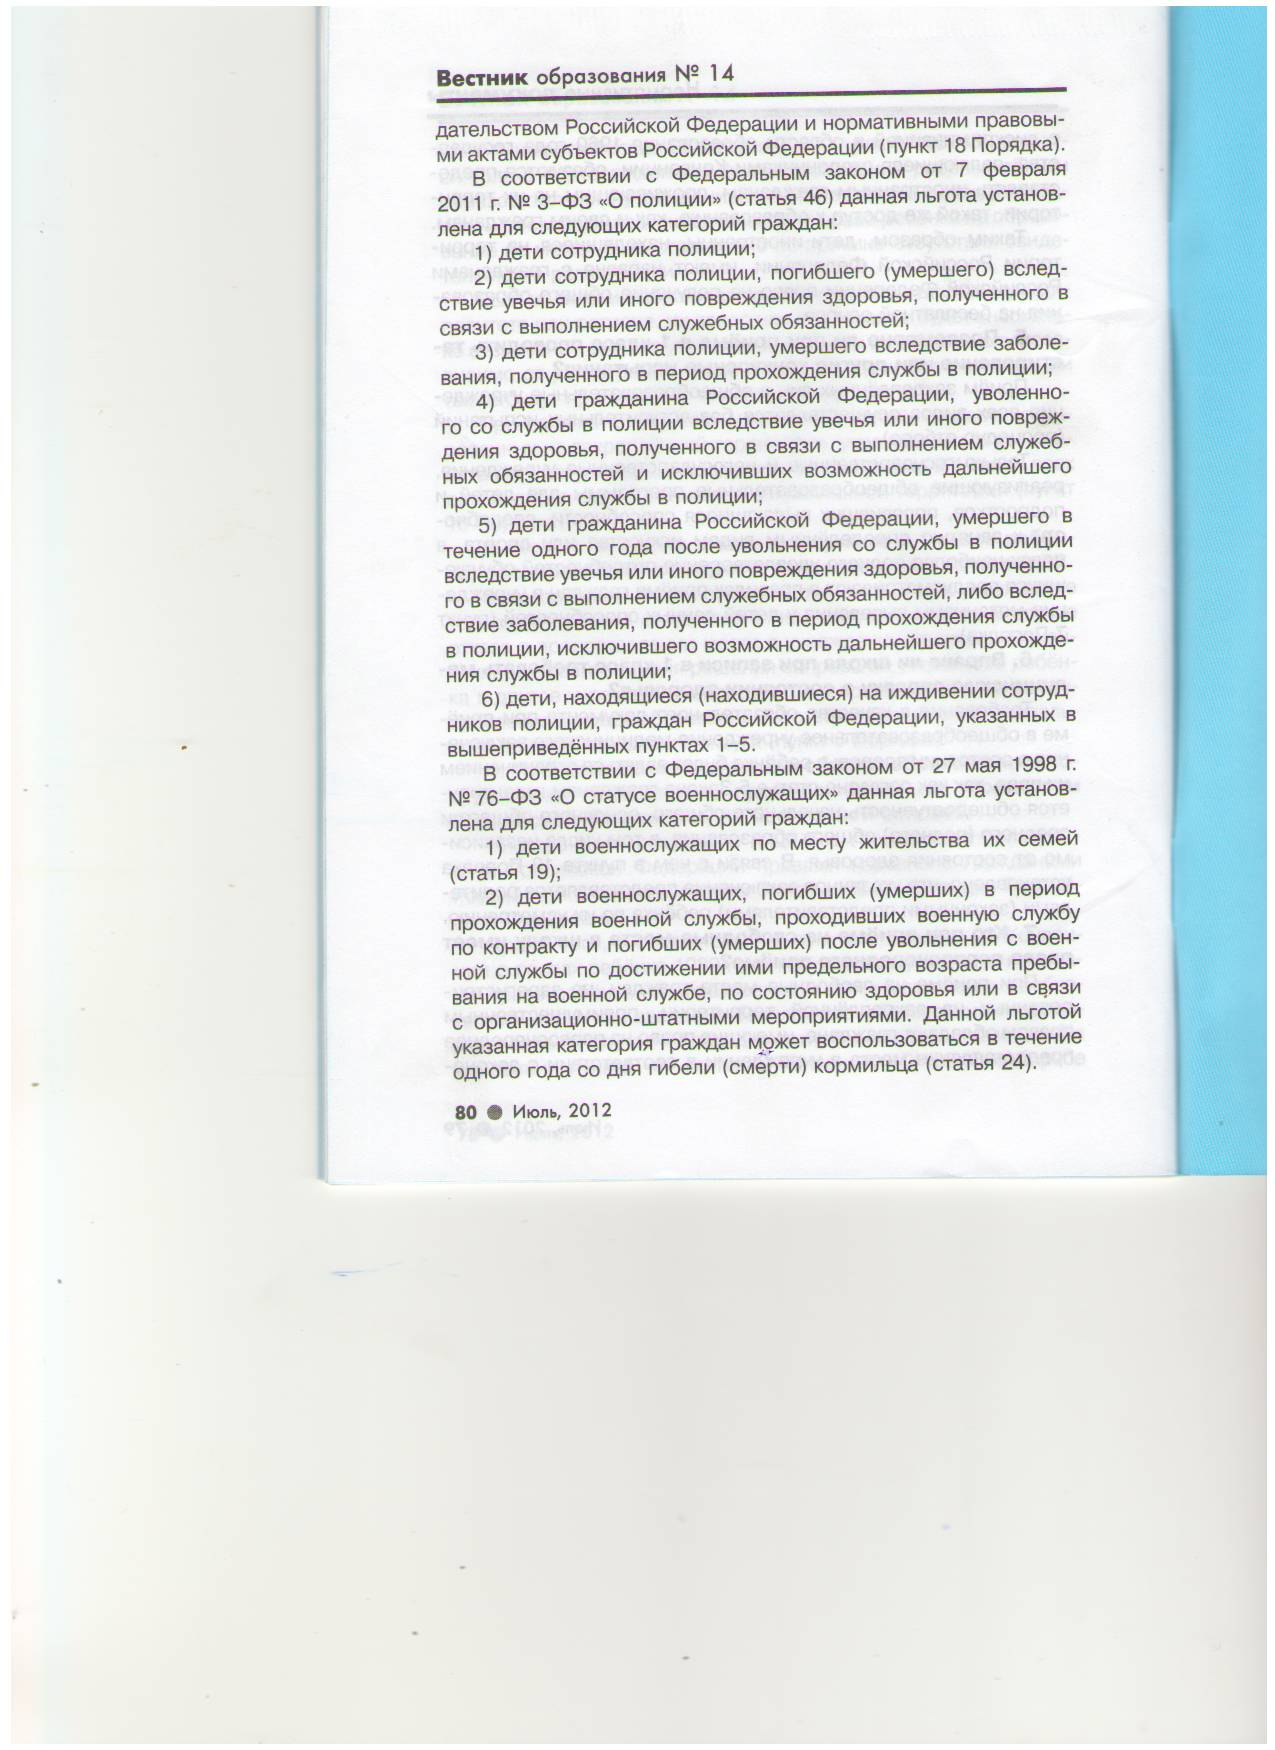 Вестник образования № 14
дательством Российской Федерации и нормативными правовы-
ми актами субъектов Российской Федерации (пункт 18 Порядка).
В соответствии с Федеральным законом от 7 февраля
2011 г. № 3–ФЗ «О полиции» (статья 46) данная льгота установ-
лена для следующих категорий граждан:
1) дети сотрудника полиции;
2) дети сотрудника полиции, погибшего (умершего) вслед-
ствие увечья или иного повреждения здоровья, полученного в
связи с выполнением служебных обязанностей;
3) дети сотрудника полиции, умершего вследствие заболе-
вания, полученного в период прохождения службы в полиции;
4) дети гражданина Российской Федерации, уволенно-
го со службы в полиции вследствие увечья или иного повреж-
дения здоровья, полученного в связи с выполнением служеб-
ных обязанностей и исключивших возможность дальнейшего
прохождения службы в полиции;
5) дети гражданина Российской Федерации, умершего в
течение одного года после увольнения со службы в полиции
вследствие увечья или иного повреждения здоровья, полученно-
го в связи с выполнением служебных обязанностей, либо вслед-
ствие заболевания, полученного в период прохождения службы
в полиции, исключившего возможность дальнейшего прохожде-
ния службы в полиции;
6) дети, находящиеся (находившиеся) на иждивении сотруд-
ников полиции, граждан Российской Федерации, указанных в
вышеприведённых пунктах 1–5.
В соответствии с Федеральным законом от 27 мая 1998 г.
№ 76–ФЗ «О статусе военнослужащих» данная льгота установ-
лена для следующих категорий граждан:
1) дети военнослужащих по месту жительства их семей
(статья 19);
2) дети военнослужащих, погибших (умерших) в период
прохождения военной службы, проходивших военную службу
по контракту и погибших (умерших) после увольнения с воен-
ной службы по достижении ими предельного возраста пребы-
вания на военной службе, по состоянию здоровья или в связи
с организационно-штатными мероприятиями. Данной льготой
указанная категория граждан может воспользоваться в течение
одного года со дня гибели (смерти) кормильца (статья 24).
80 ● Июль, 2012